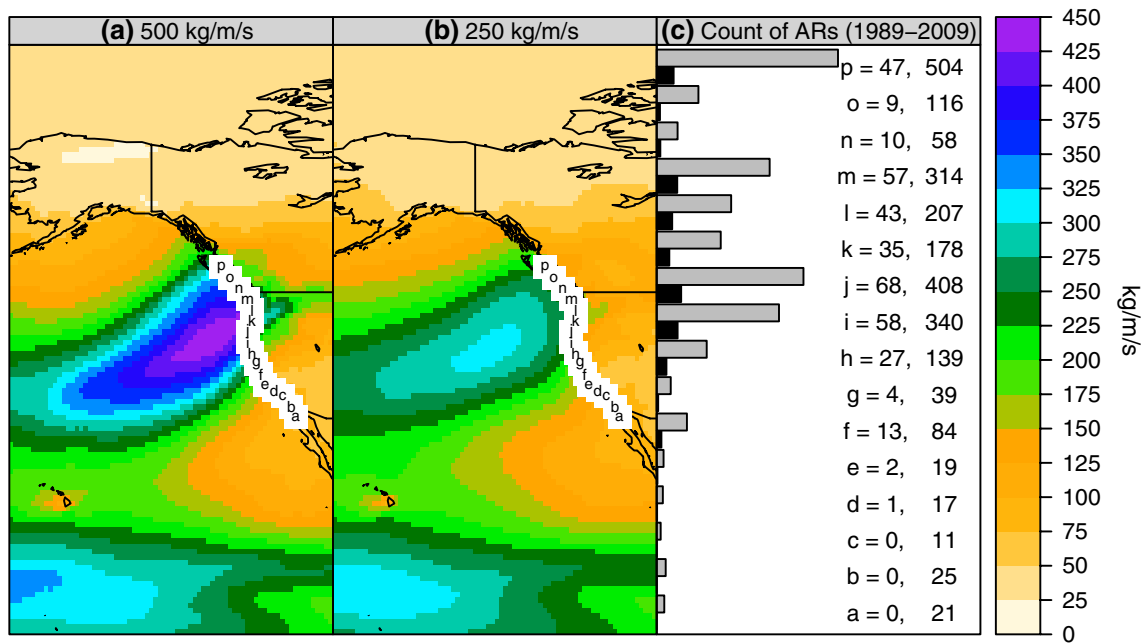 (a) 500 kg/m/s
(b) 250 kg/m/s
(c) Count of ARs (1989–2009)
p
o
n
m
l
k
j
i
h
g
f
e
d
c
b
a
p
o
n
m
l
k
j
i
h
g
f
e
d
c
b
a
p = 47, 504
o = 9, 116
n = 10, 58
m = 57, 314
l = 43, 207
k = 35, 178
j = 68, 408
i = 58, 340
h = 27, 139
g = 4, 39
f = 13, 84
e = 2, 19
d = 1, 17
c = 0, 11
b = 0, 25
a = 0, 21
450
425
400
375
350
325
300
275
250
225
200
175
150
125
100
75
50
25
0
kg/m/s